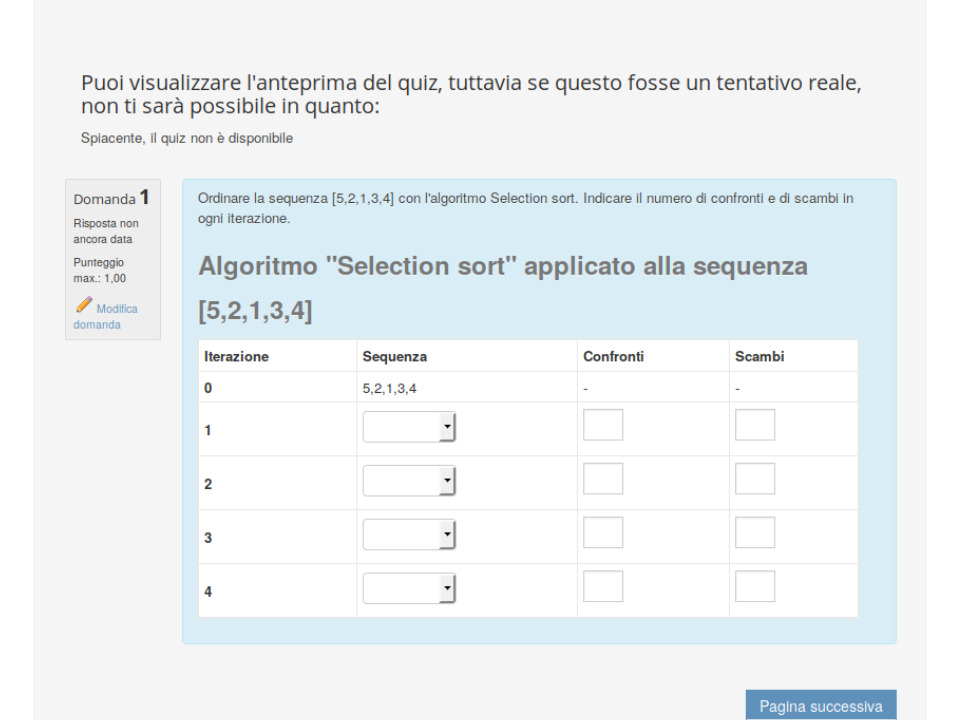 Puoi visualizzare l'anteprima del quiz, tuttavia se questo fosse un tentativo reale,
non ti sarà possibile in quanto:
Spiacente, il quiz non è disponibile
Domanda 1
Risposta non
ancora data
Punteggio
max.: 1,00
Modifica
domanda
Ordinare la sequenza [5,2,1,3,4] con l'algoritmo Selection sort. Indicare il numero di confronti e di scambi in
ogni iterazione.
Algoritmo "Selection sort" applicato alla sequenza
[5,2,1,3,4]
Iterazione Sequenza Confronti Scambi
0 5,2,1,3,4 - -
1
2
3
4
Pagina successiva